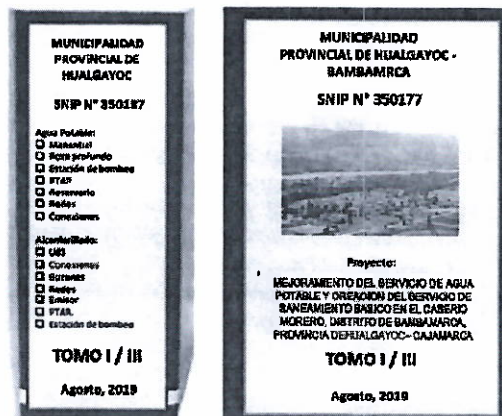 MUNICIPALIDAD
PROVINCIAL DE
HUALGAYOC
SNIP N° 350187
Agua Potable:
Manantial
Pozo profundo
Estación de bombeo
PTAP
Reservorio
Redes
Conexiones
Alcantarillado:
UBS
Conexiones
Buzones
Redes
Emisor
PTAR
Estación de bombeo
TOMO I / III
Agosto, 2019
MUNICIPALIDAD
PROVINCIAL DE HUALGAYOC -
BAMBAMRCA
SNIP N° 350177
Proyecto:
MEJORAMIENTO DEL SERVICIO DE AGUA
POTABLE Y CREACION DEL SERVICIO DE
SANEAMIENTO BASICO EN EL CASERIO
MORERO, DISTRITO DE BAMBAMARCA,
PROVINCIA DEHUALGAYOC- CAJAMARCA
TOMO I / III
Agosto, 2019